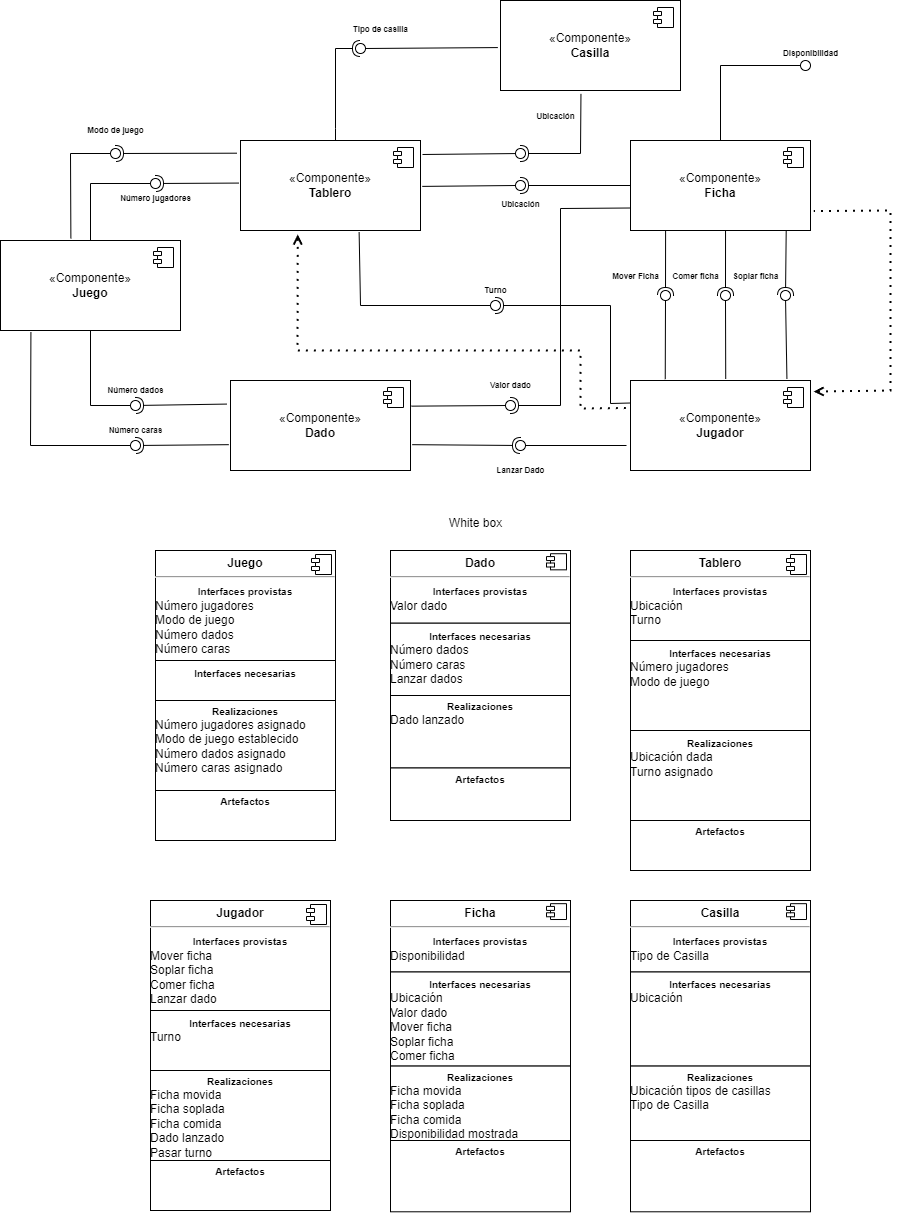 Tipo de casilla
«Componente»
Casilla
Disponibilidad
Ubicación
Modo de juego
Número jugadores
«Componente»
Tablero
«Componente»
Ficha
Ubicación
«Componente»
Juego
Mover Ficha
Comer ficha
Soplar ficha
Turno
Número dados
Valor dado
«Componente»
Dado
«Componente»
Jugador
Número caras
Lanzar Dado
White box
Juego
Interfaces provistas
Número jugadores
Modo de juego
Número dados
Número caras
Interfaces necesarias
Realizaciones
Número jugadores asignado
Modo de juego establecido
Número dados asignado
Número caras asignado
Artefactos
Dado
Interfaces provistas
Valor dado
Interfaces necesarias
Número dados
Número caras
Lanzar dados
Realizaciones
Dado lanzado
Artefactos
Tablero
Interfaces provistas
Ubicación
Turno
Interfaces necesarias
Número jugadores
Modo de juego
Realizaciones
Ubicación dada
Turno asignado
Artefactos
Jugador
Interfaces provistas
Mover ficha
Soplar ficha
Comer ficha
Lanzar dado
Interfaces necesarias
Turno
Realizaciones
Ficha movida
Ficha soplada
Ficha comida
Dado lanzado
Pasar turno
Artefactos
Ficha
Interfaces provistas
Disponibilidad
Interfaces necesarias
Ubicación
Valor dado
Mover ficha
Soplar ficha
Comer ficha
Realizaciones
Ficha movida
Ficha soplada
Ficha comida
Disponibilidad mostrada
Artefactos
Casilla
Interfaces provistas
Tipo de Casilla
Interfaces necesarias
Ubicación
Realizaciones
Ubicación tipos de casillas
Tipo de Casilla
Artefactos